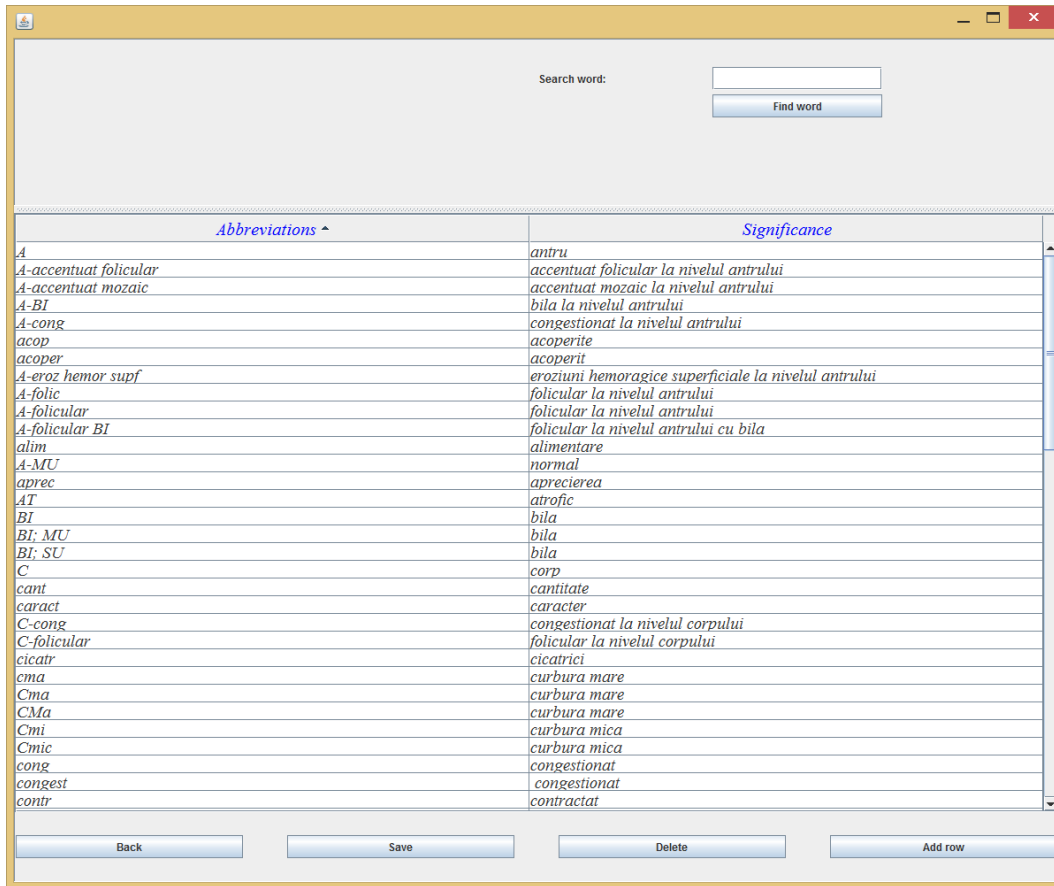 Search word:
Find word
Abbreviations Significance
A antru
A-accentuat folicular accentuat folicular la nivelul antrului
A-accentuat mozaic accentuat mozaic la nivelul antrului
A-BI bila la nivelul antrului
A-cong congestionat la nivelul antrului
acop acoperite
acoper acoperit
A-eroz hemor supf eroziuni hemoragice superficiale la nivelul antrului
A-folic folicular la nivelul antrului
A-folicular folicular la nivelul antrului
A-folicular BI folicular la nivelul antrului cu bila
alim alimentare
A-MU normal
aprec aprecierea
AT atrofic
BI bila
BI; MU bila
BI; SU bila
C corp
cant cantitate
caract caracter
C-cong congestionat la nivelul corpului
C-folicular folicular la nivelul corpului
cicatr cicatrici
cma curbura mare
Cma curbura mare
CMa curbura mare
Cmi curbura mica
Cmic curbura mica
cong congestionat
congest congestionat
contr contractat
Back Save Delete Add row